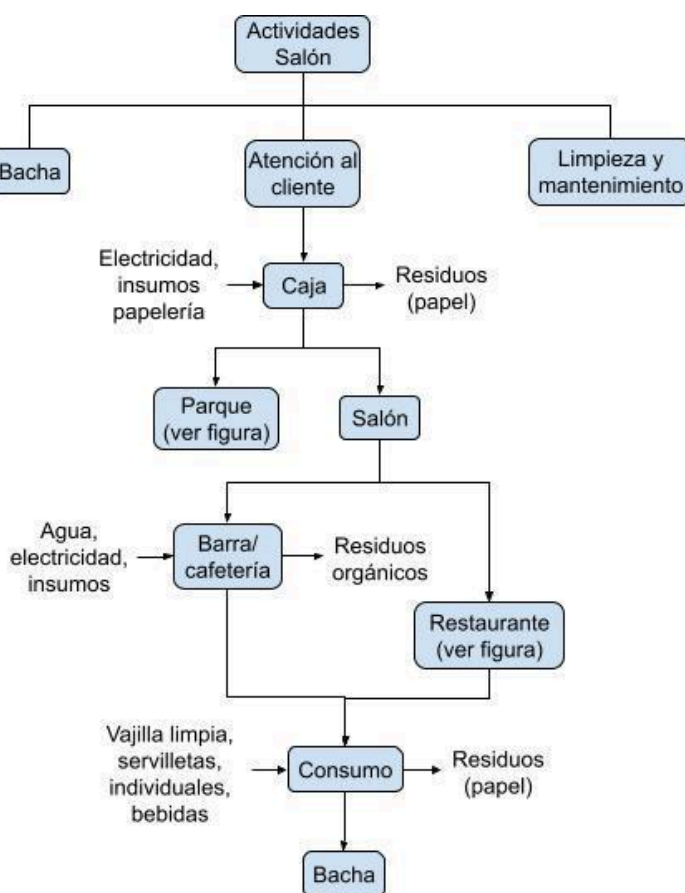 Actividades
Salón
Bacha
Atención al
cliente
Limpieza y
mantenimiento
Electricidad,
insumos
papelería
Caja
Residuos
(papel)
Parque
(ver figura)
Salón
Agua,
electricidad,
insumos
Barra/
cafetería
Residuos
orgánicos
Restaurante
(ver figura)
Vajilla limpia,
servilletas,
individuales,
bebidas
Consumo
Residuos
(papel)
Bacha